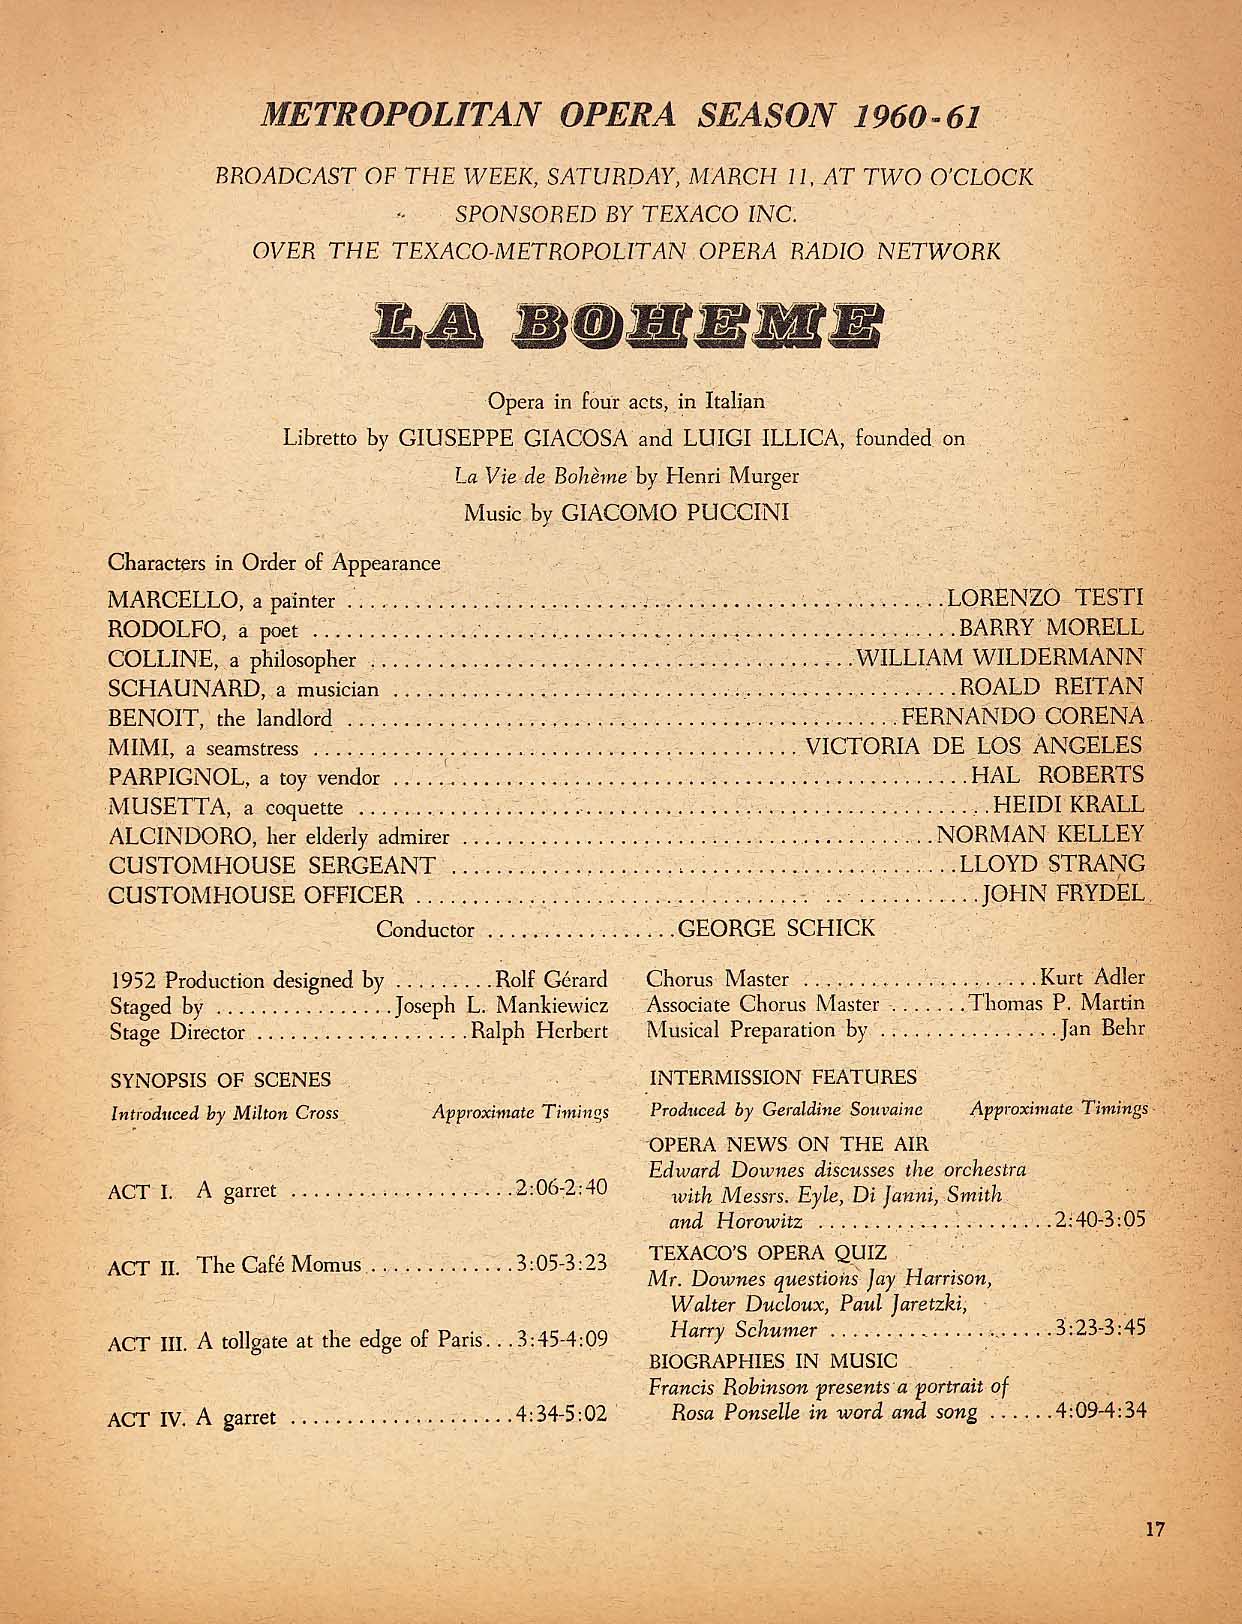 METROPOLITAN OPERA SEASON 1960-61
BROADCAST OF THE WEEK, SATURDAY, MARCH 11, AT TWO O'CLOCK
SPONSORED BY TEXACO INC.
OVER THE TEXACO-METROPOLITAN OPERA RADIO NETWORK
LA BOHEME
Opera in four acts, in Italian
Libretto by GIUSEPPE GIACOSA and LUIGI ILLICA, founded on
La Vie de Bohème by Henri Murger
Music by GIACOMO PUCCINI
Characters in Order of Appearance
MARCELLO, a painter ........ LORENZO TESTI
RODOLFO, a poet ........ BARRY MORELL
COLLINE, a philosopher ........ WILLIAM WILDERMANN
SCHAUNARD, a musician ........ ROALD REITAN
BENOIT, the landlord ........ FERNANDO CORENA
MIMI, a seamstress ........ VICTORIA DE LOS ANGELES
PARPIGNOL, a toy vendor ........ HAL ROBERTS
MUSETTA, a coquette ........ HEIDI KRALL
ALCINDORO, her elderly admirer ........ NORMAN KELLEY
CUSTOMHOUSE SERGEANT ........ LLOYD STRANG
CUSTOMHOUSE OFFICER ........ JOHN FRYDEL
Conductor ........ GEORGE SCHICK
1952 Production designed by ........ Rolf Gérard
Staged by ........ Joseph L. Mankiewicz
Stage Director ........ Ralph Herbert
Chorus Master ........ Kurt Adler
Associate Chorus Master ........ Thomas P. Martin
Musical Preparation by ........ Jan Behr
SYNOPSIS OF SCENES
Introduced by Milton Cross Approximate Timings
ACT I. A garret ........ 2:06-2:40
ACT II. The Café Momus ........ 3:05-3:23
ACT III. A tollgate at the edge of Paris... 3:45-4:09
ACT IV. A garret ........ 4:34-5:02
INTERMISSION FEATURES
Produced by Geraldine Souvaine Approximate Timings
OPERA NEWS ON THE AIR
Edward Downes discusses the orchestra
with Messrs. Eyle, Di Janni, Smith
and Horowitz ........ 2:40-3:05
TEXACO'S OPERA QUIZ
Mr. Downes questions Jay Harrison,
Walter Ducloux, Paul Jaretzki,
Harry Schumer ........ 3:23-3:45
BIOGRAPHIES IN MUSIC
Francis Robinson presents a portrait of
Rosa Ponselle in word and song ...... 4:09-4:34
17